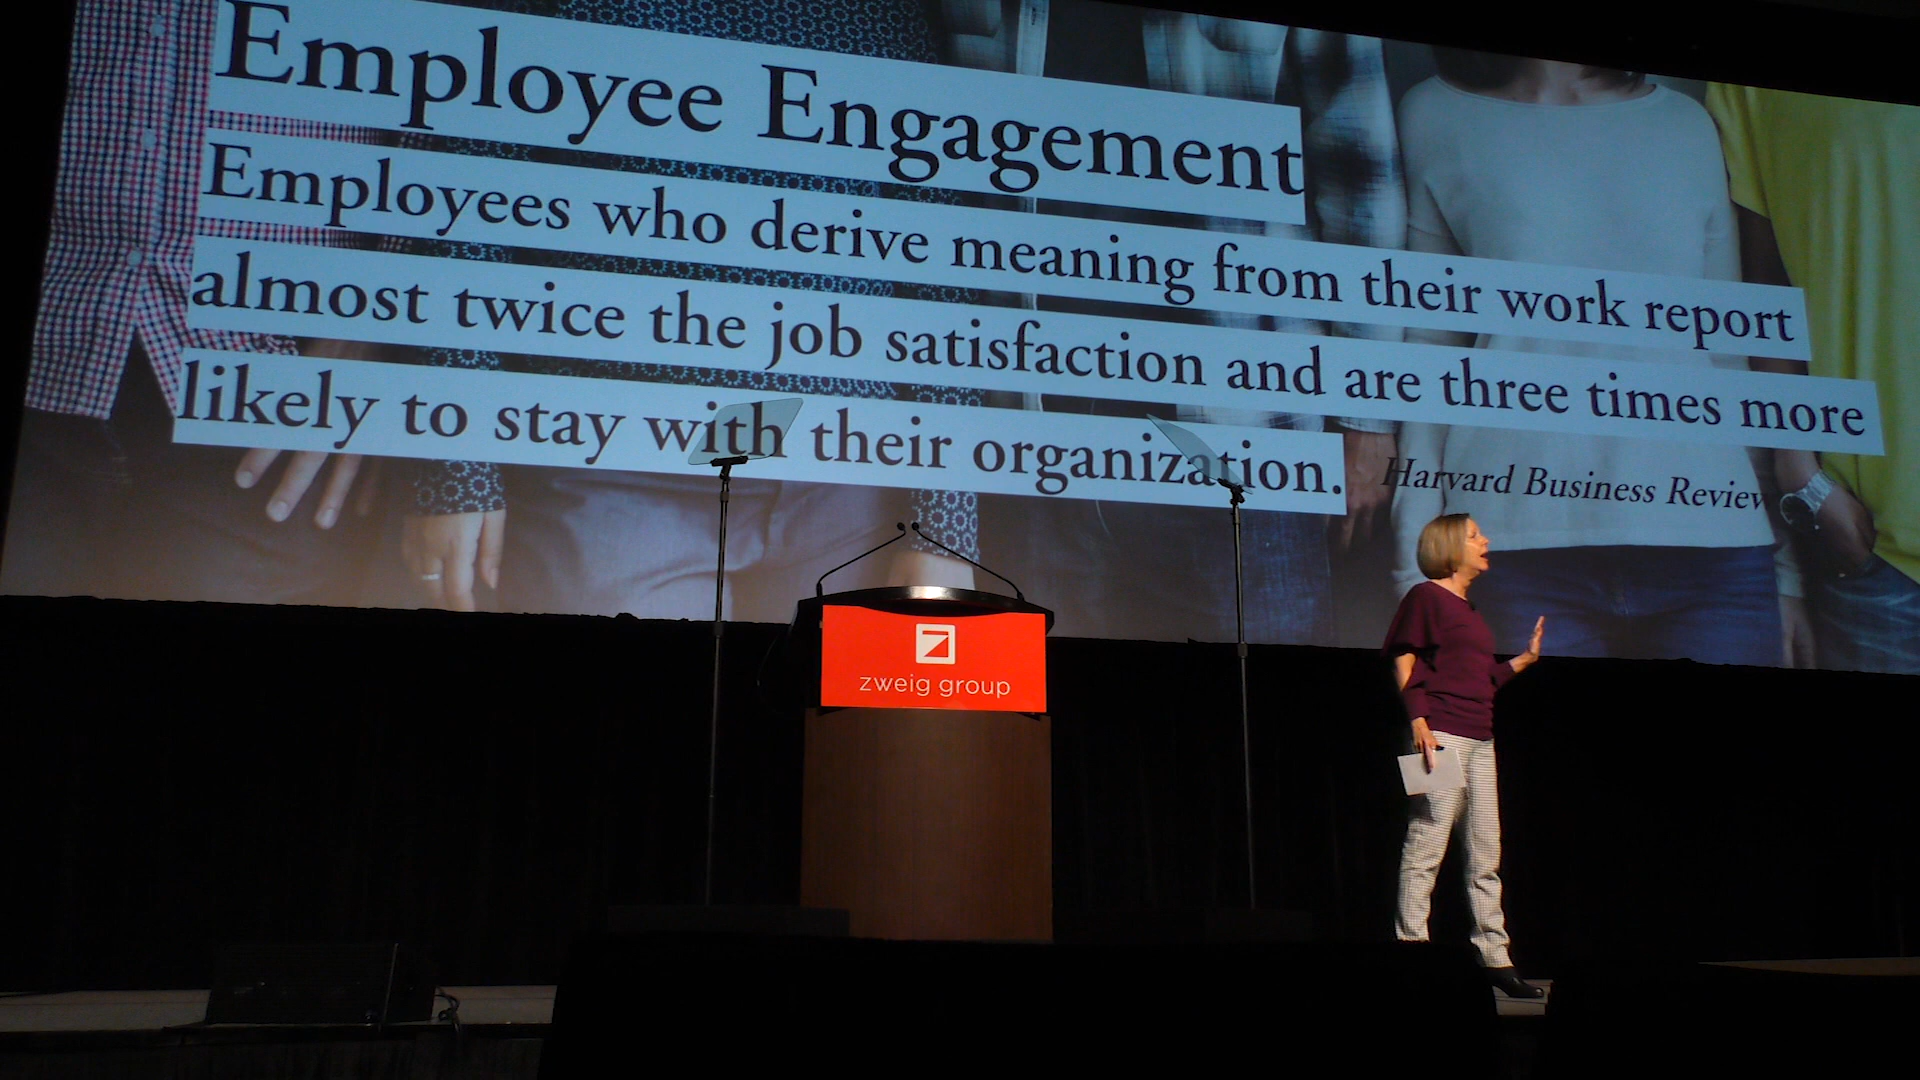 Employee Engagement
Employees who derive meaning from their work report
almost twice the job satisfaction and are three times more
likely to stay with their organization.
Harvard Business Review
zweig group